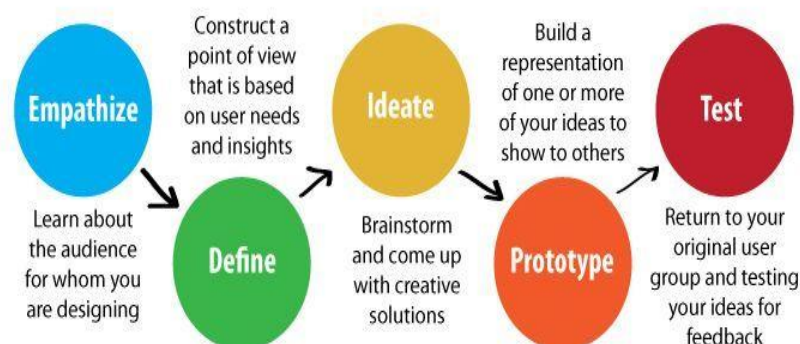 Empathize
Learn about
the audience
for whom you
are designing
Construct a
point of view
that is based
on user needs
and insights
Define
Ideate
Brainstorm
and come up
with creative
solutions
Build a
representation
of one or more
of your ideas to
show to others
Prototype
Test
Return to your
original user
group and testing
your ideas for
feedback